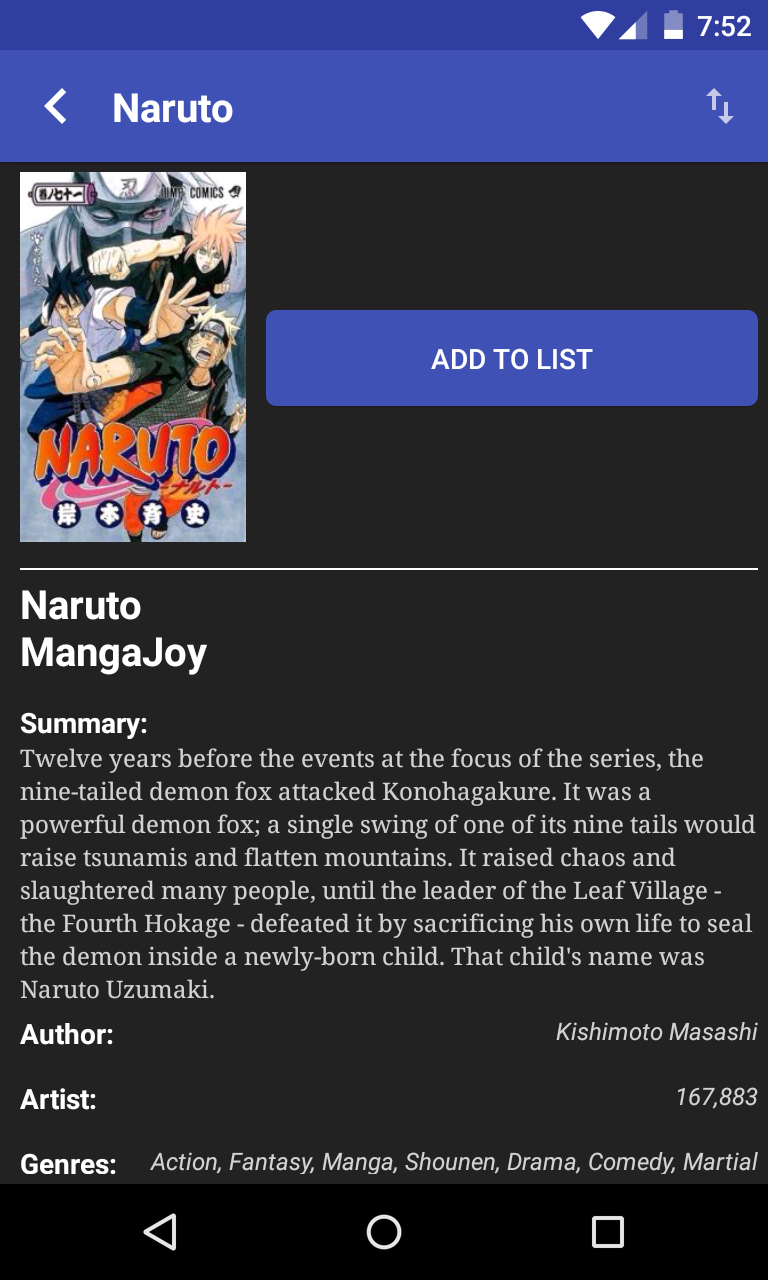 7:52
Naruto
巻ノ七十一
忍
JUMP COMICS
NARUTO
-ナルト-
岸本斉史
ADD TO LIST
Naruto
MangaJoy
Summary:
Twelve years before the events at the focus of the series, the
nine-tailed demon fox attacked Konohagakure. It was a
powerful demon fox; a single swing of one of its nine tails would
raise tsunamis and flatten mountains. It raised chaos and
slaughtered many people, until the leader of the Leaf Village -
the Fourth Hokage - defeated it by sacrificing his own life to seal
the demon inside a newly-born child. That child's name was
Naruto Uzumaki.
Author: Kishimoto Masashi
Artist: 167,883
Genres: Action, Fantasy, Manga, Shounen, Drama, Comedy, Martial